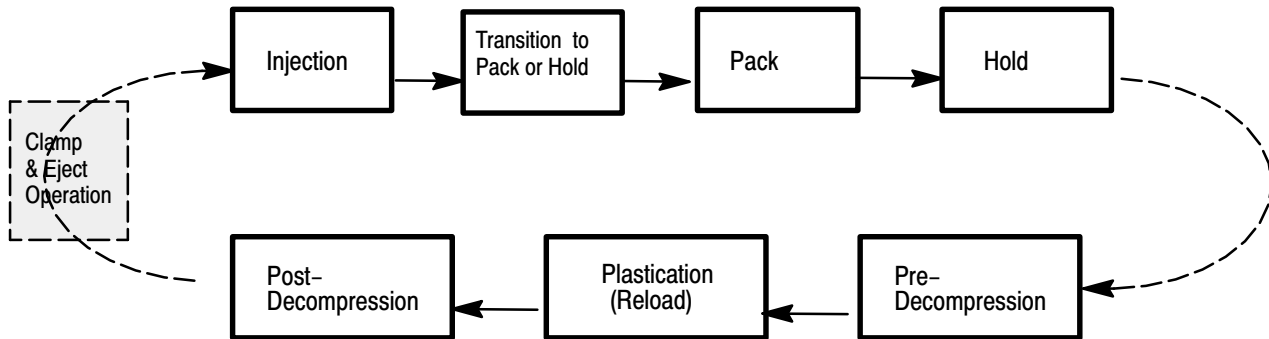 Injection
Transition to
Pack or Hold
Pack
Hold
Clamp
& Eject
Operation
Post–
Decompression
Plastication
(Reload)
Pre–
Decompression